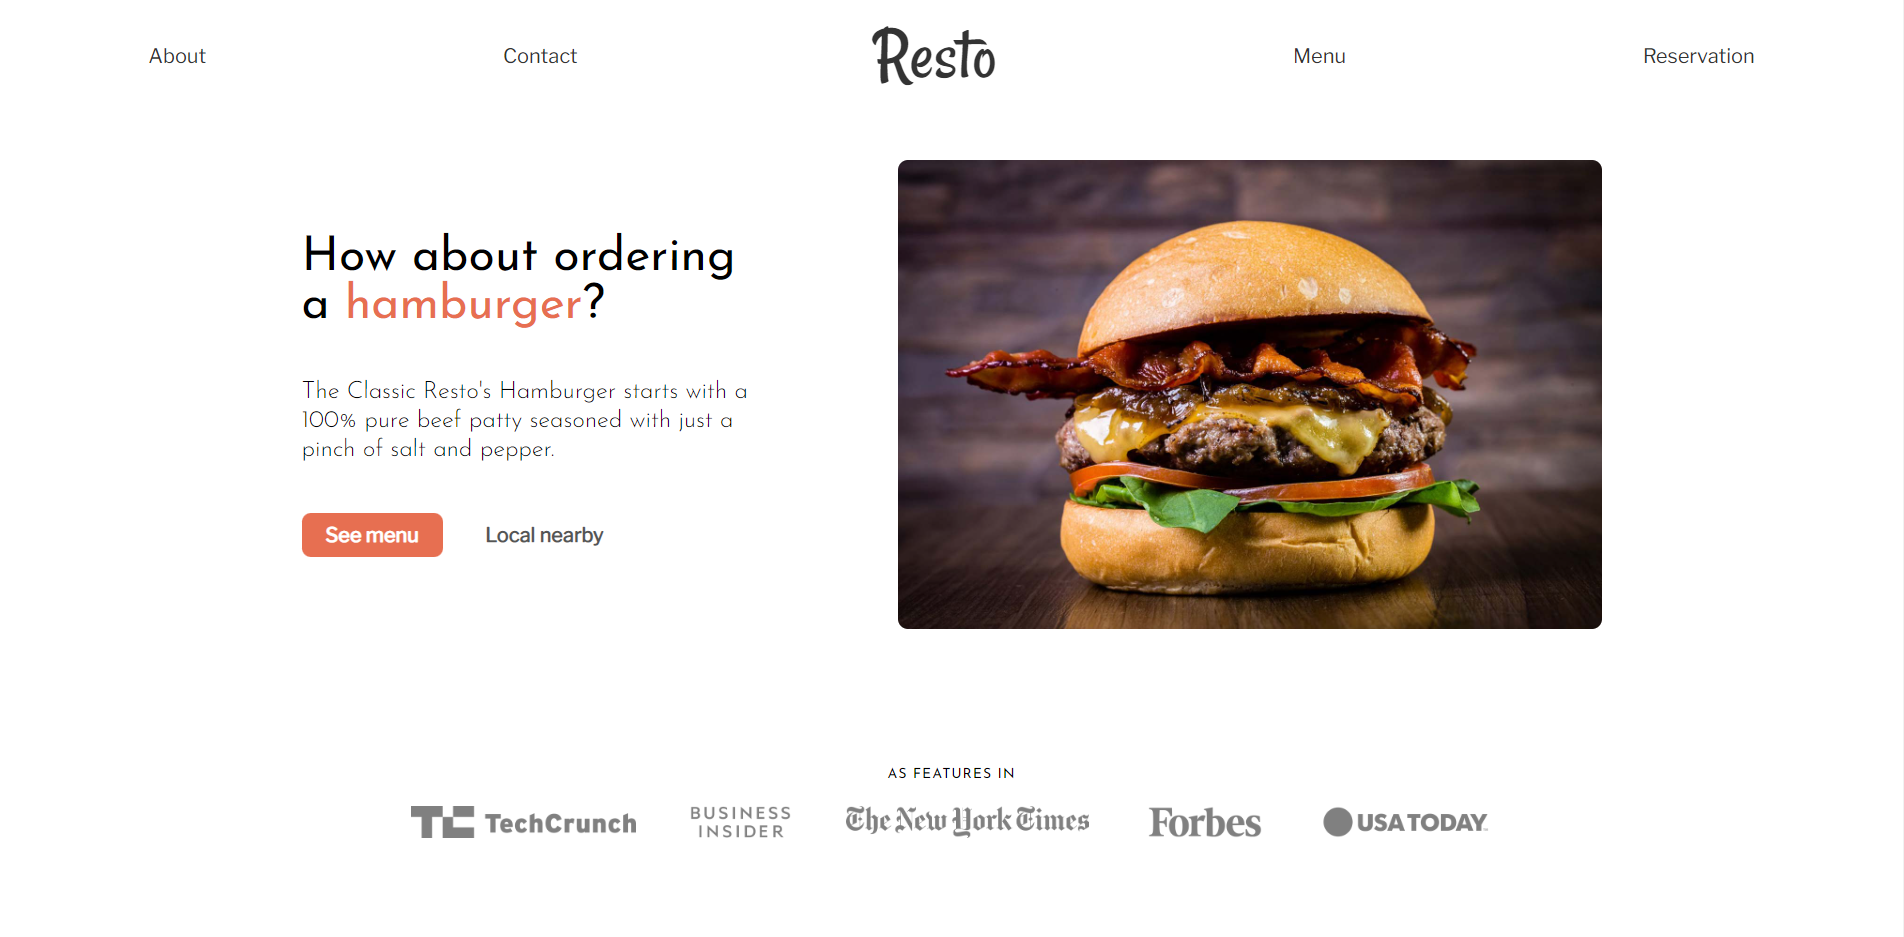 About
Contact
Resto
Menu
Reservation
How about ordering
a hamburger?
The Classic Resto's Hamburger starts with a
100% pure beef patty seasoned with just a
pinch of salt and pepper.
See menu
Local nearby
AS FEATURES IN
TC TechCrunch
BUSINESS
INSIDER
The New York Times
Forbes
USA TODAY